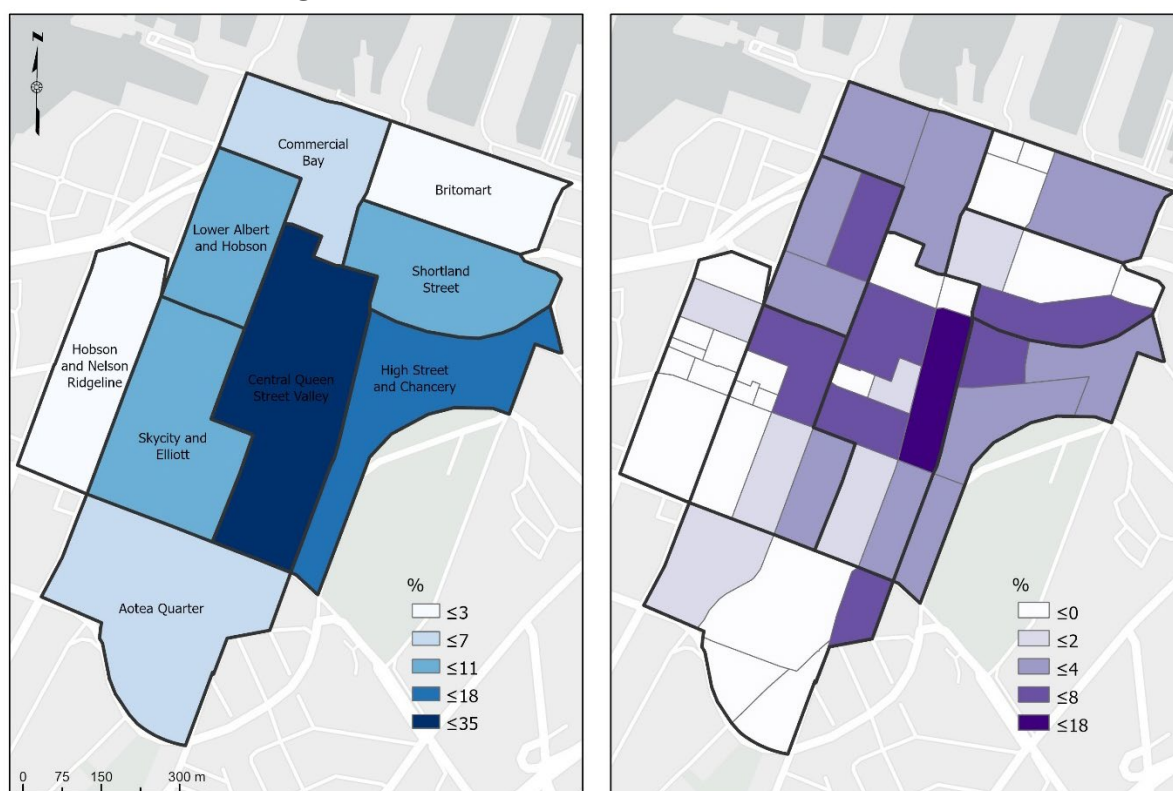 N
Commercial
Bay
Britomart
Lower Albert
and Hobson
Shortland
Street
Hobson
and Nelson
Ridgeline
Central Queen
Street Valley
High Street
and Chancery
Skycity and
Elliott
Aotea Quarter
%
≤3
≤7
≤11
≤18
≤35
0 75 150 300 m
%
≤0
≤2
≤4
≤8
≤18